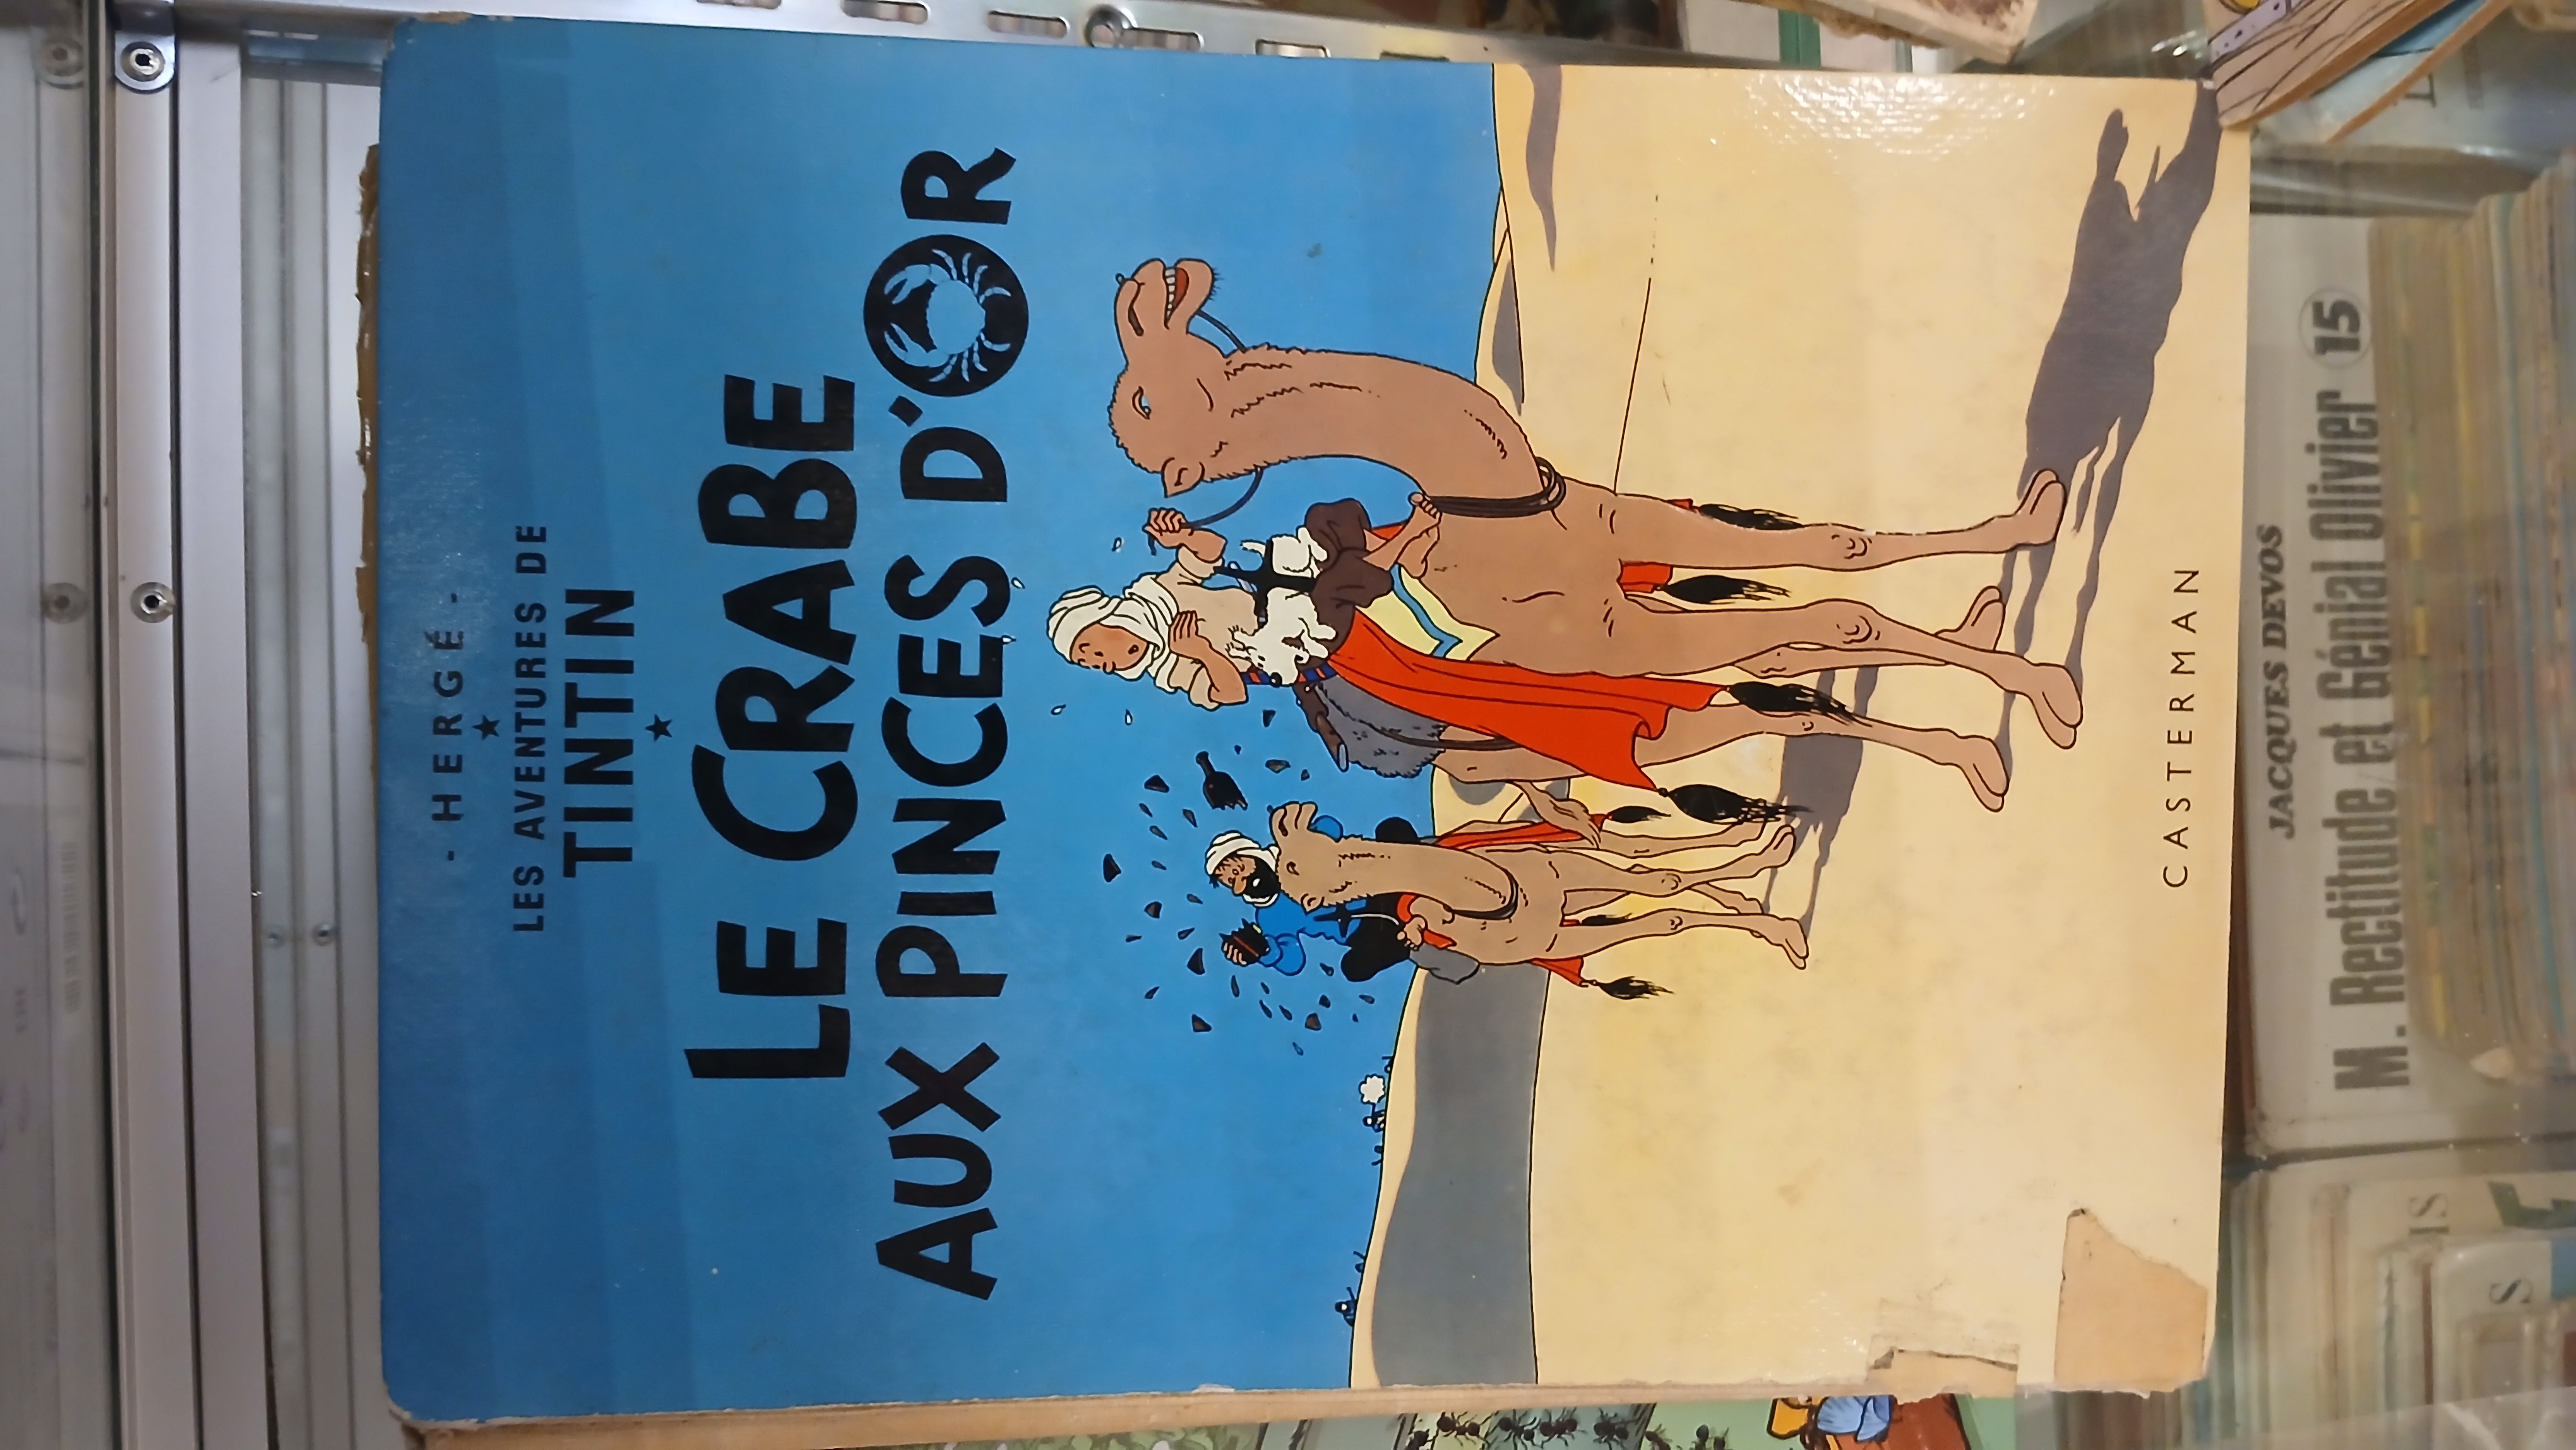 - HERGÉ -
LES AVENTURES DE
TINTIN
LE CRABE
AUX PINCES D'OR
CASTERMAN
JACQUES DEVOS
M. Rectitude et Génial Olivier 15